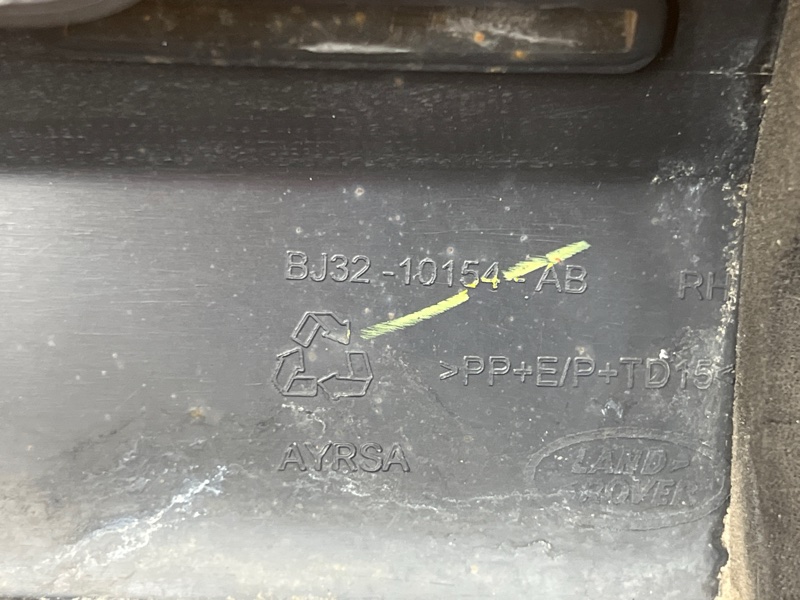 BJ32-10154-AB RH
>PP+E/P+TD15<
AYRSA
LAND-
ROVER